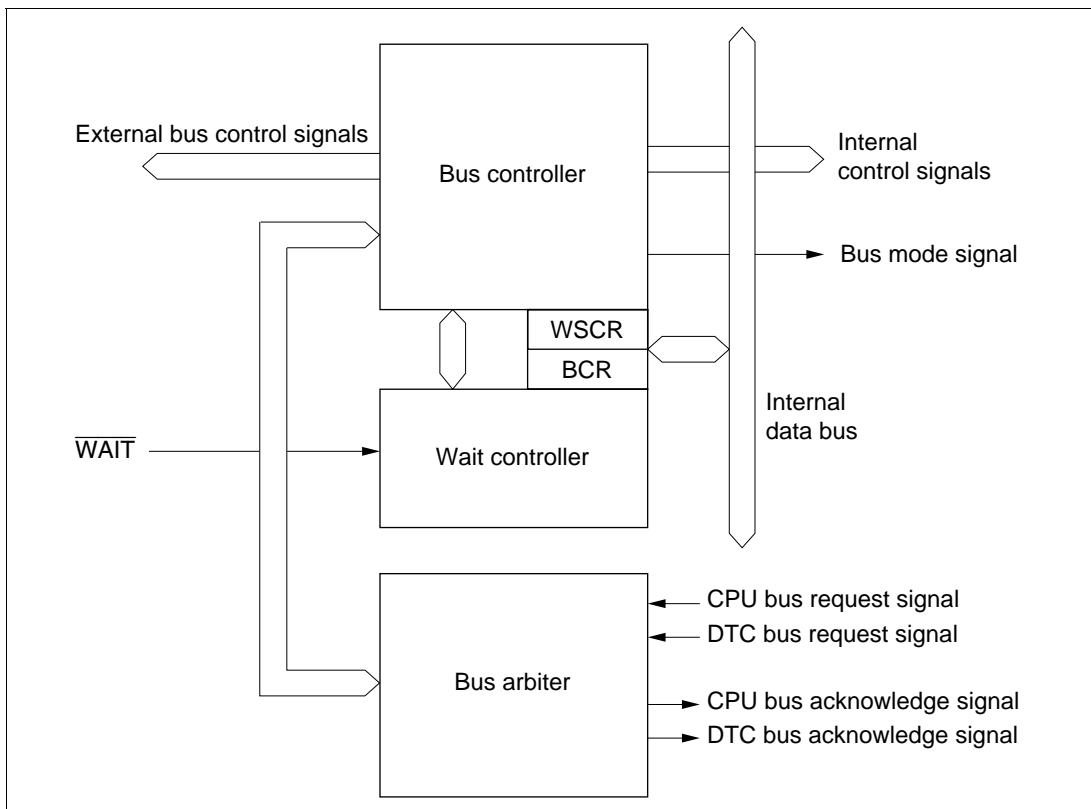 External bus control signals
Bus controller
Internal
control signals
Bus mode signal
WSCR
BCR
Internal
data bus
W̅A̅I̅T̅
Wait controller
CPU bus request signal
DTC bus request signal
Bus arbiter
CPU bus acknowledge signal
DTC bus acknowledge signal